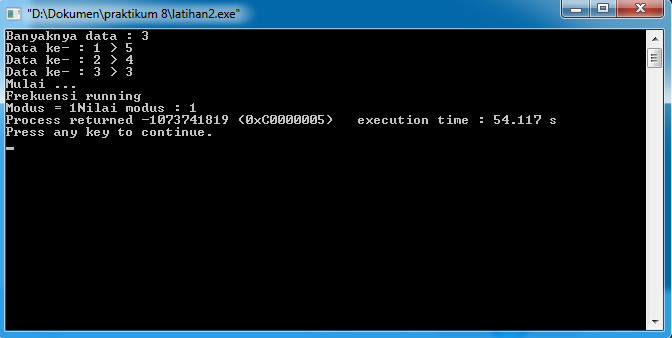 "D:\Dokumen\praktikum 8\latihan2.exe"
Banyaknya data : 3
Data ke- : 1 > 5
Data ke- : 2 > 4
Data ke- : 3 > 3
Mulai ...
Frekuensi running
Modus = 1Nilai modus : 1
Process returned -1073741819 (0xC0000005)   execution time : 54.117 s
Press any key to continue.